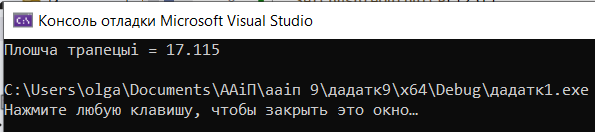 Консоль отладки Microsoft Visual Studio
Плошча трапецыі = 17.115
C:\Users\olga\Documents\ААіП\ааіп 9\дадатк9\x64\Debug\дадатк1.exe
Нажмите любую клавишу, чтобы закрыть это окно…